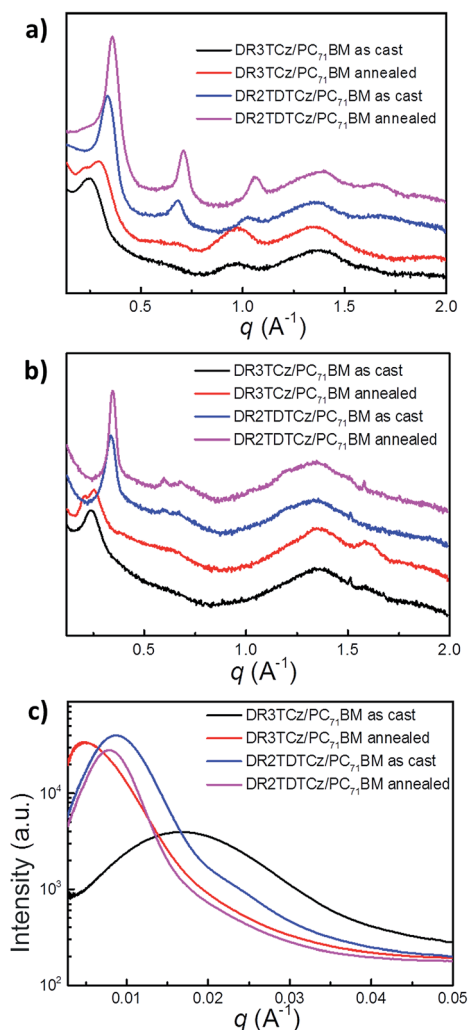 a)
DR3TCz/PC₇₁BM as cast
DR3TCz/PC₇₁BM annealed
DR2TDTCz/PC₇₁BM as cast
DR2TDTCz/PC₇₁BM annealed
0.5 1.0 1.5 2.0
q (A⁻¹)
b)
DR3TCz/PC₇₁BM as cast
DR3TCz/PC₇₁BM annealed
DR2TDTCz/PC₇₁BM as cast
DR2TDTCz/PC₇₁BM annealed
0.5 1.0 1.5 2.0
q (A⁻¹)
c)
DR3TCz/PC₇₁BM as cast
DR3TCz/PC₇₁BM annealed
DR2TDTCz/PC₇₁BM as cast
DR2TDTCz/PC₇₁BM annealed
Intensity (a.u.)
10⁴
10³
10²
0.01 0.02 0.03 0.04 0.05
q (A⁻¹)